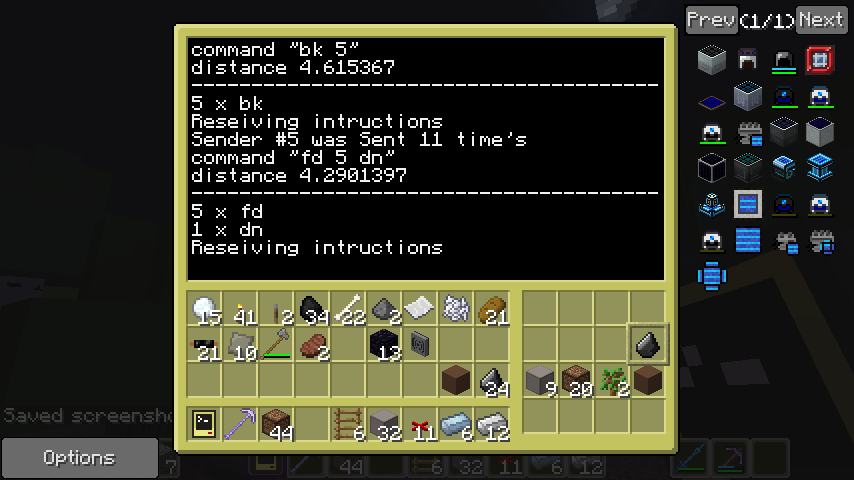 Prev (1/1) Next
command "bk 5"
distance 4.615367
5 x bk
Reseiving intructions
Sender #5 was Sent 11 time's
command "fd 5 dn"
distance 4.2901397
5 x fd
1 x dn
Reseiving intructions
15 41 2 34 22 2 21
21 10 2 13
24 9 20 2
Saved screensho
44 6 32 11 6 12
Options
7 44 6 32 11 6 12